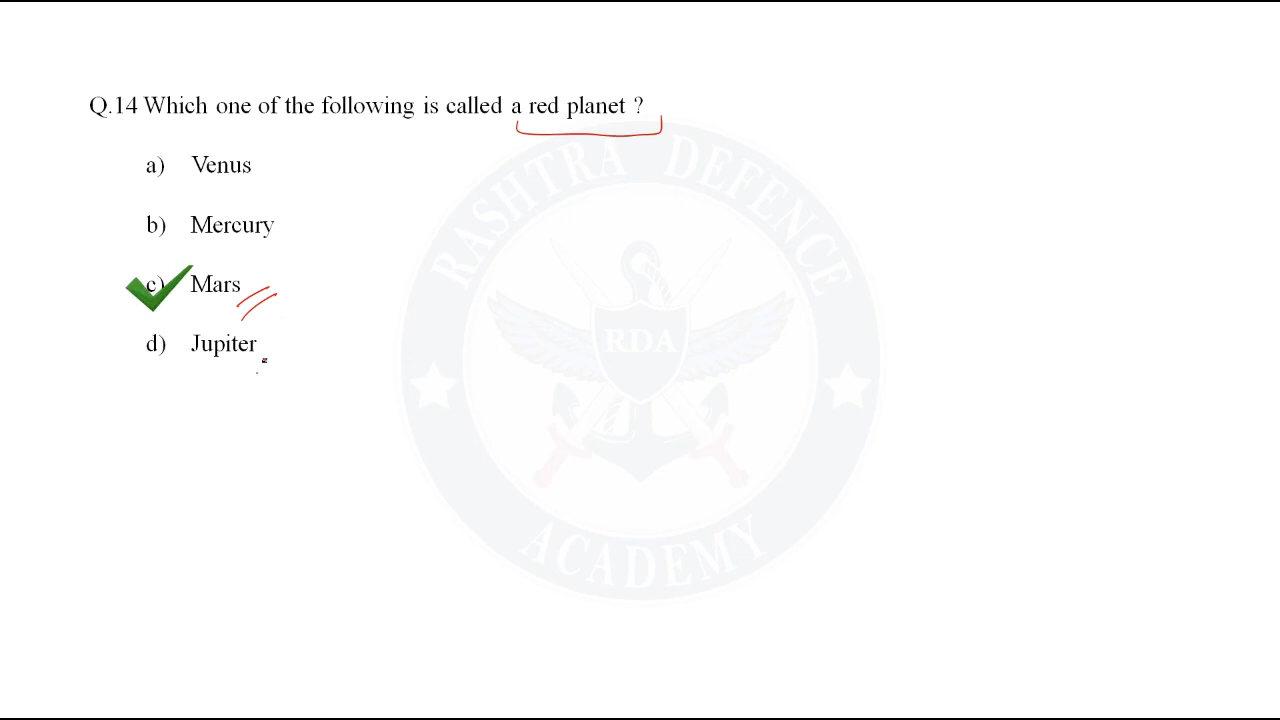 Q.14 Which one of the following is called a red planet ?
a) Venus
b) Mercury
c) Mars
d) Jupiter
RASHTRA DEFENCE
RDA
ACADEMY